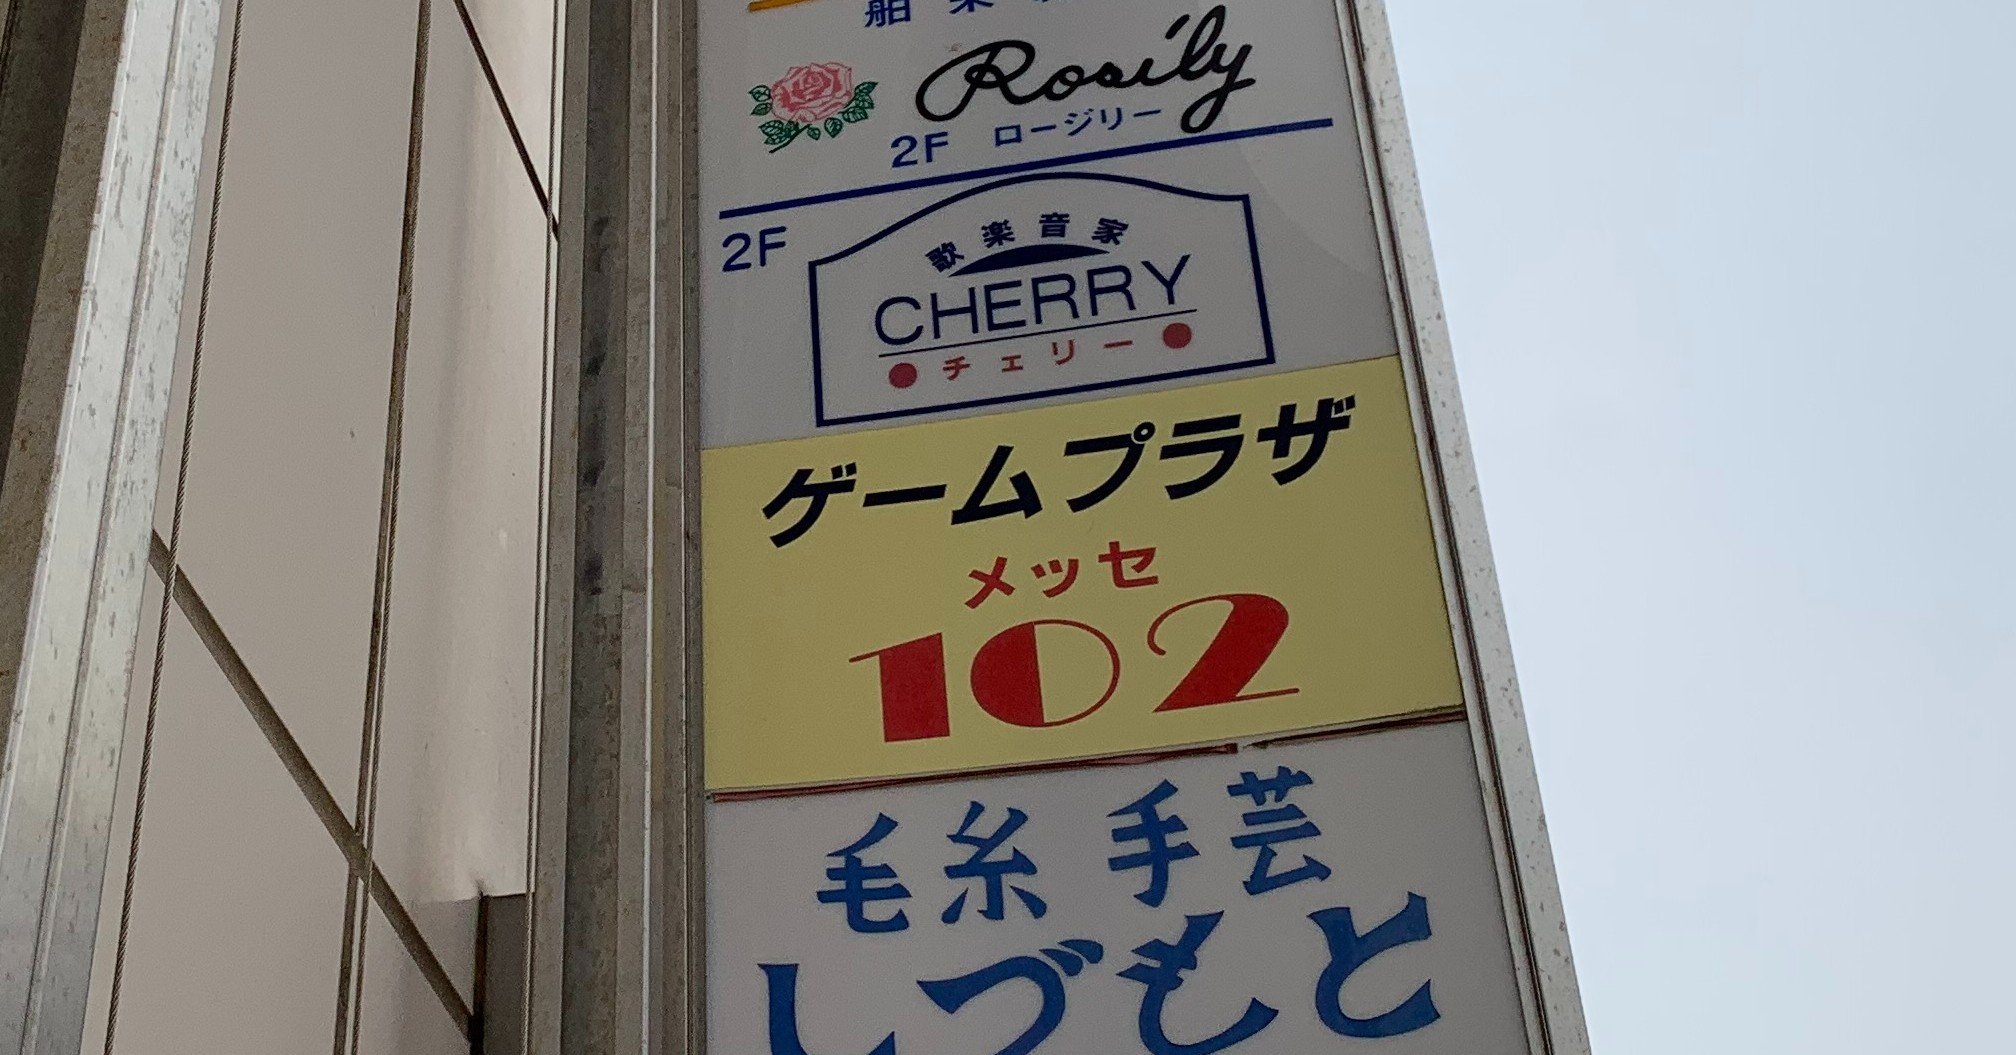 Rosily
2F ロージリー
2F
歌楽音家
CHERRY
●チェリー●
ゲームプラザ
メッセ
102
毛糸 手芸
しづもと